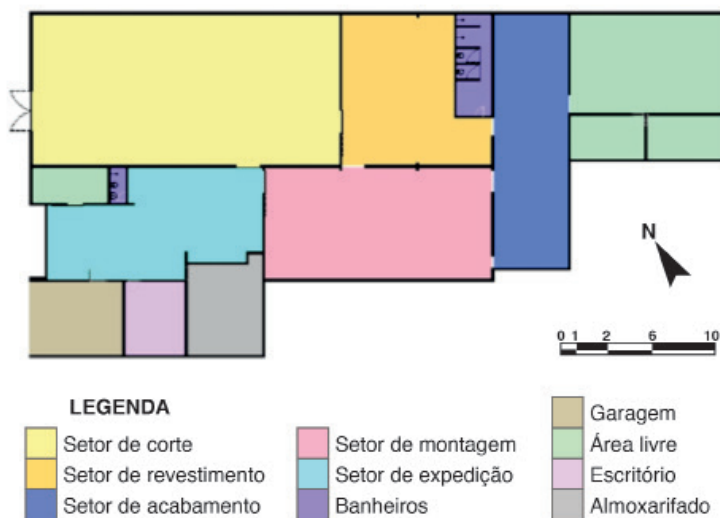 N
0 1 2 6 10
LEGENDA
Setor de corte
Setor de revestimento
Setor de acabamento
Setor de montagem
Setor de expedição
Banheiros
Garagem
Área livre
Escritório
Almoxarifado